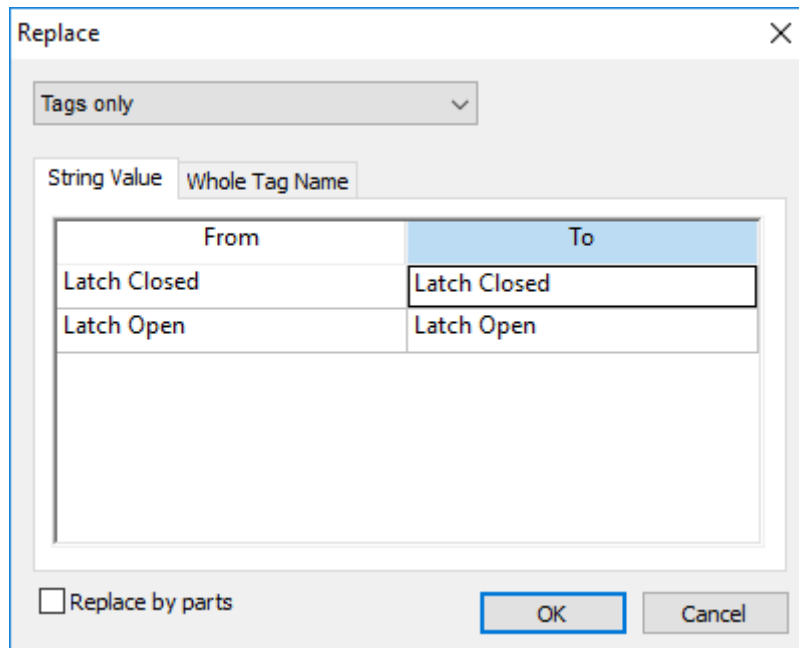 Replace
Tags only
String Value Whole Tag Name
From To
Latch Closed Latch Closed
Latch Open Latch Open
Replace by parts OK Cancel